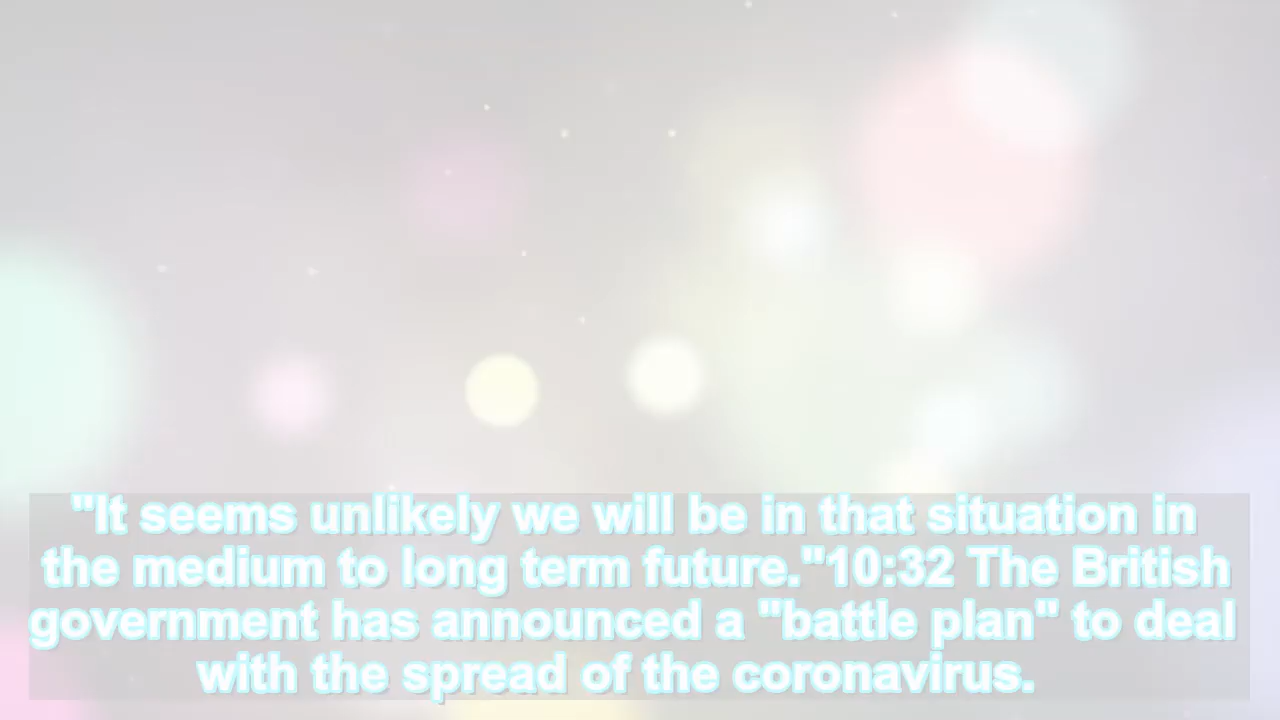 "It seems unlikely we will be in that situation in
the medium to long term future."10:32 The British
government has announced a "battle plan" to deal
with the spread of the coronavirus.